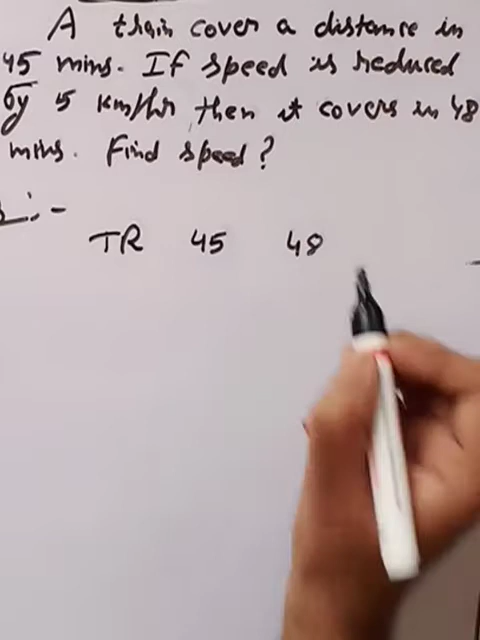 A train cover a distance in
45 mins. If speed is reduced
by 5 km/hr then it covers in 48
mins. Find speed?
:-
TR 45 48